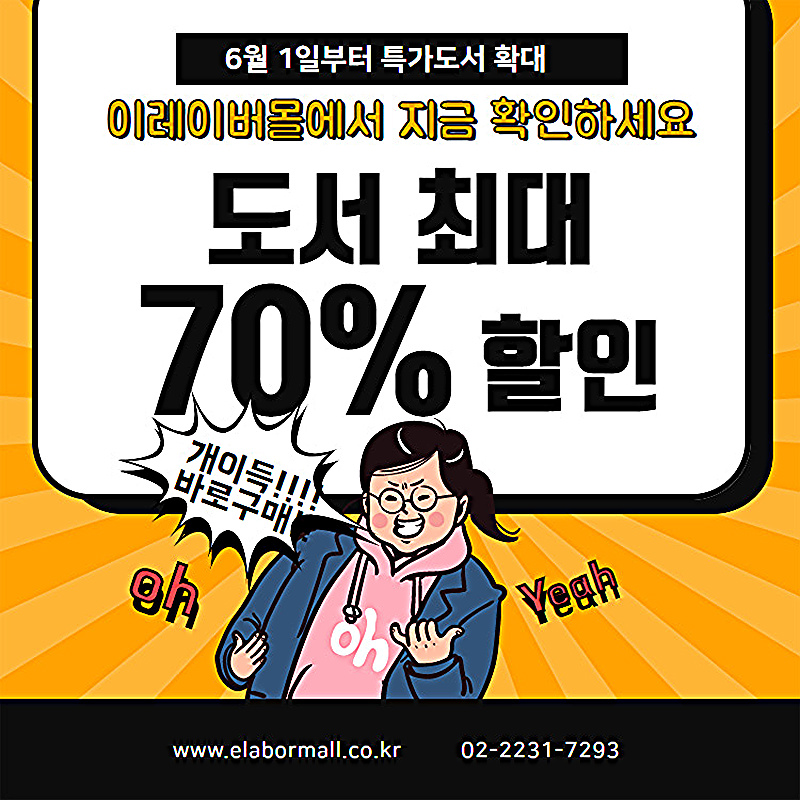 6월 1일부터 특가도서 확대
이레이버몰에서 지금 확인하세요
도서 최대
70% 할인
개이득!!!!
바로구매!
oh
Yeah
oh
www.elabormall.co.kr 02-2231-7293